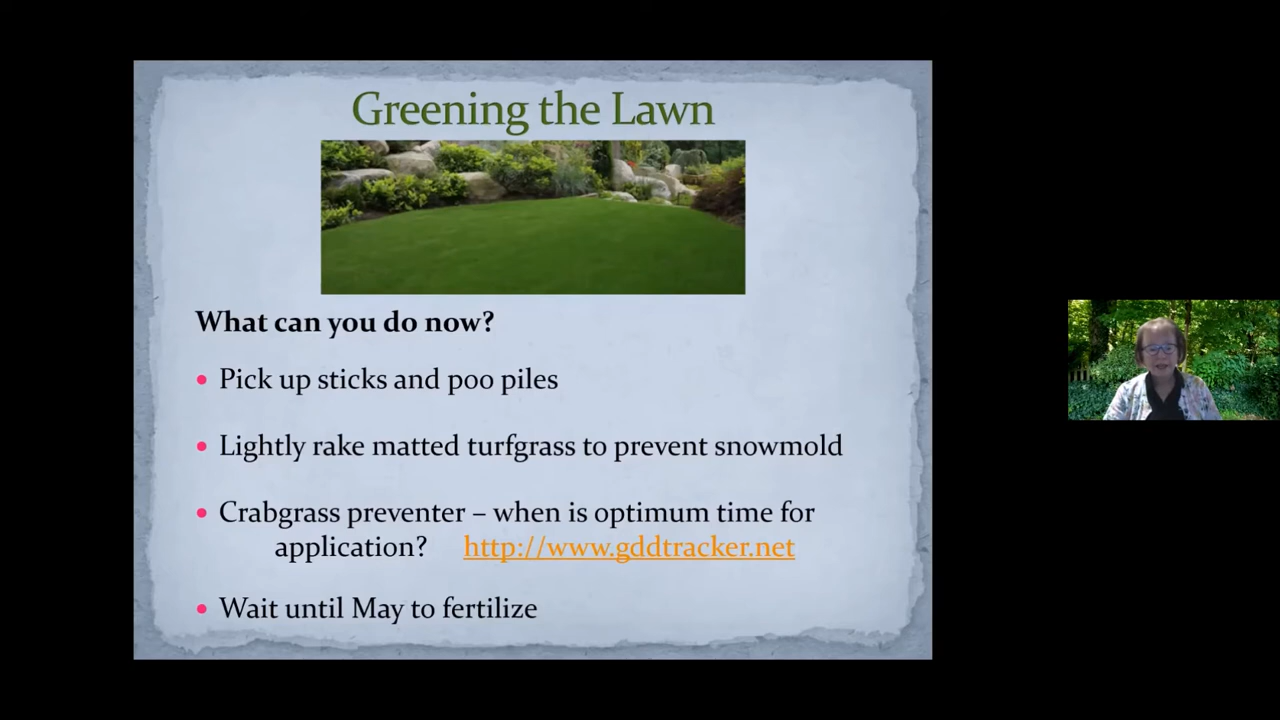 Greening the Lawn
What can you do now?
• Pick up sticks and poo piles
• Lightly rake matted turfgrass to prevent snowmold
• Crabgrass preventer – when is optimum time for
application? http://www.gddtracker.net
• Wait until May to fertilize